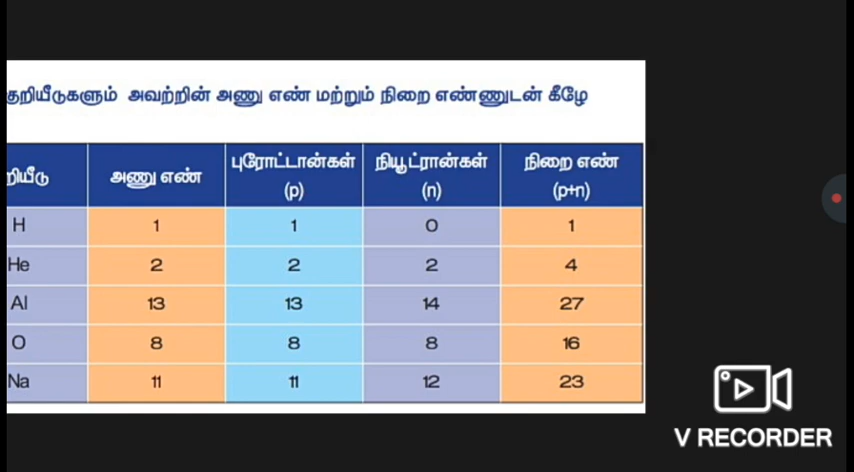 குறியீடுகளும் அவற்றின் அணு எண் மற்றும் நிறை எண்ணுடன் கீழே
றியீடு அணு எண் புரோட்டான்கள் (p) நியூட்ரான்கள் (n) நிறை எண் (p+n)
H 1 1 0 1
He 2 2 2 4
Al 13 13 14 27
O 8 8 8 16
Na 11 11 12 23
V RECORDER